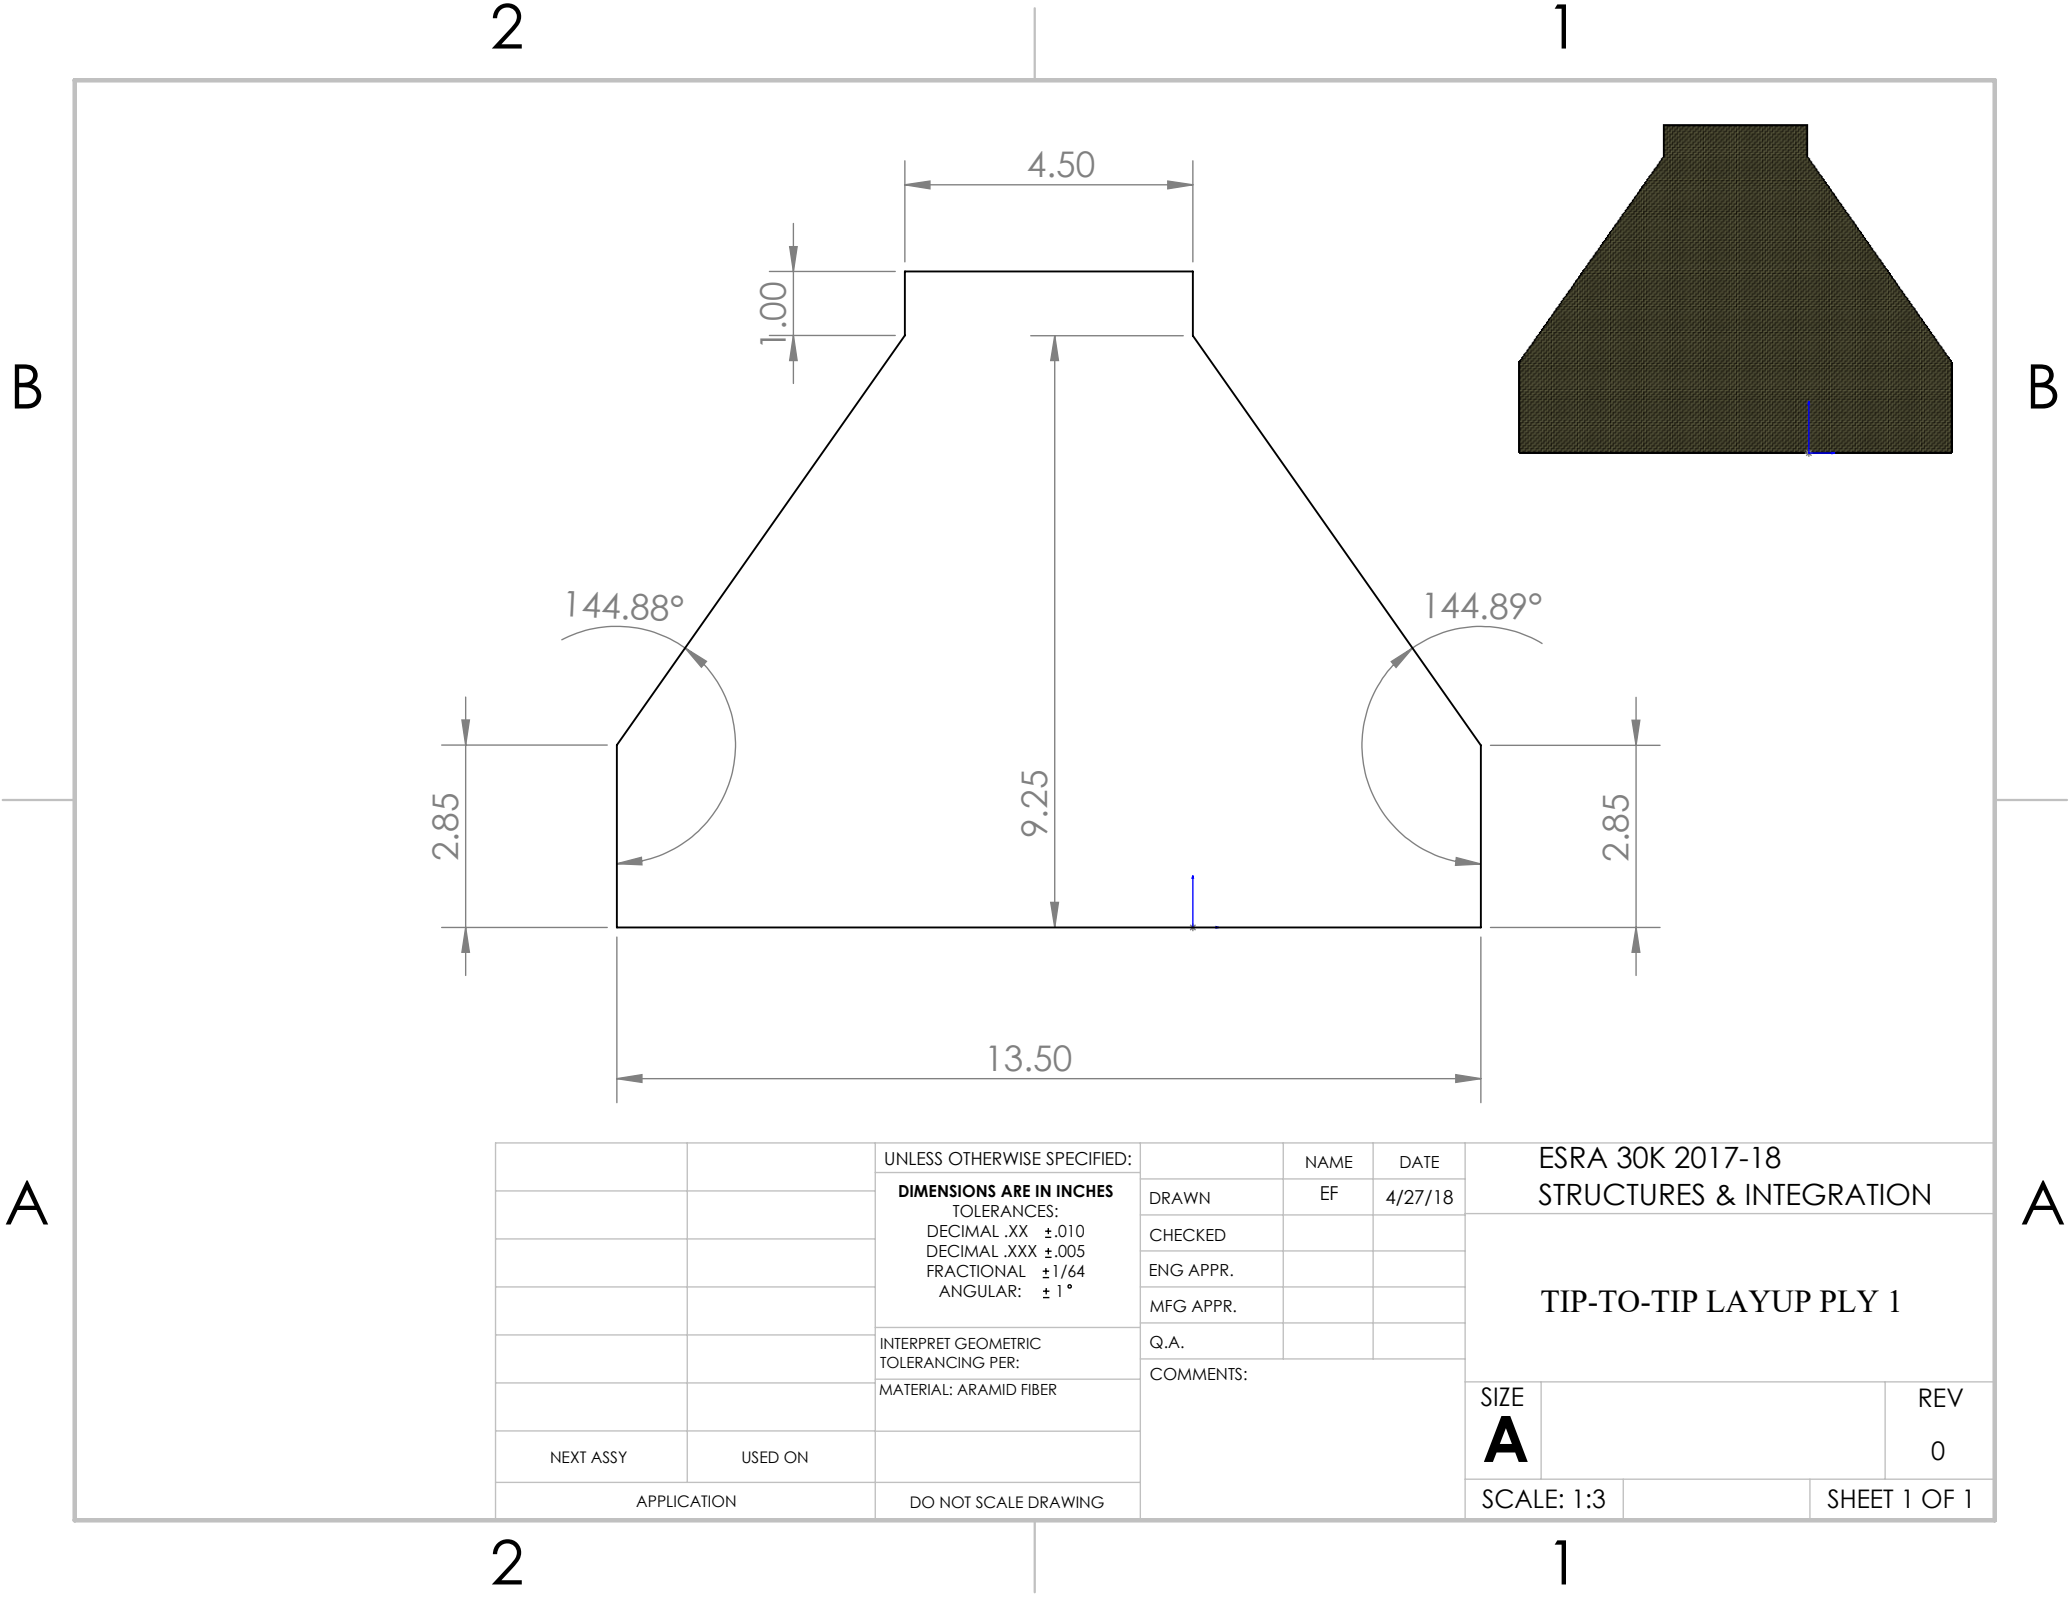 2
1
4.50
1.00
B
B
144.88°
144.89°
2.85
9.25
2.85
13.50
A
A
UNLESS OTHERWISE SPECIFIED:
DIMENSIONS ARE IN INCHES
TOLERANCES:
DECIMAL .XX ±.010
DECIMAL .XXX ±.005
FRACTIONAL ±1/64
ANGULAR: ±1°
INTERPRET GEOMETRIC
TOLERANCING PER:
MATERIAL: ARAMID FIBER
NEXT ASSY
USED ON
APPLICATION
DO NOT SCALE DRAWING
NAME
DATE
DRAWN
EF
4/27/18
CHECKED
ENG APPR.
MFG APPR.
Q.A.
COMMENTS:
ESRA 30K 2017-18
STRUCTURES & INTEGRATION
TIP-TO-TIP LAYUP PLY 1
SIZE
A
REV
0
SCALE: 1:3
SHEET 1 OF 1
2
1